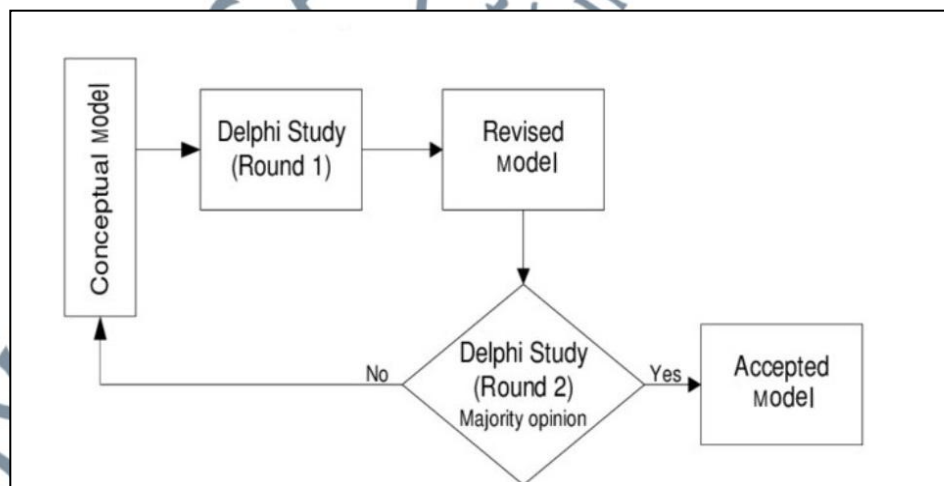 Conceptual Model
Delphi Study
(Round 1)
Revised
Model
Delphi Study
(Round 2)
Majority opinion
No
Yes
Accepted
Model